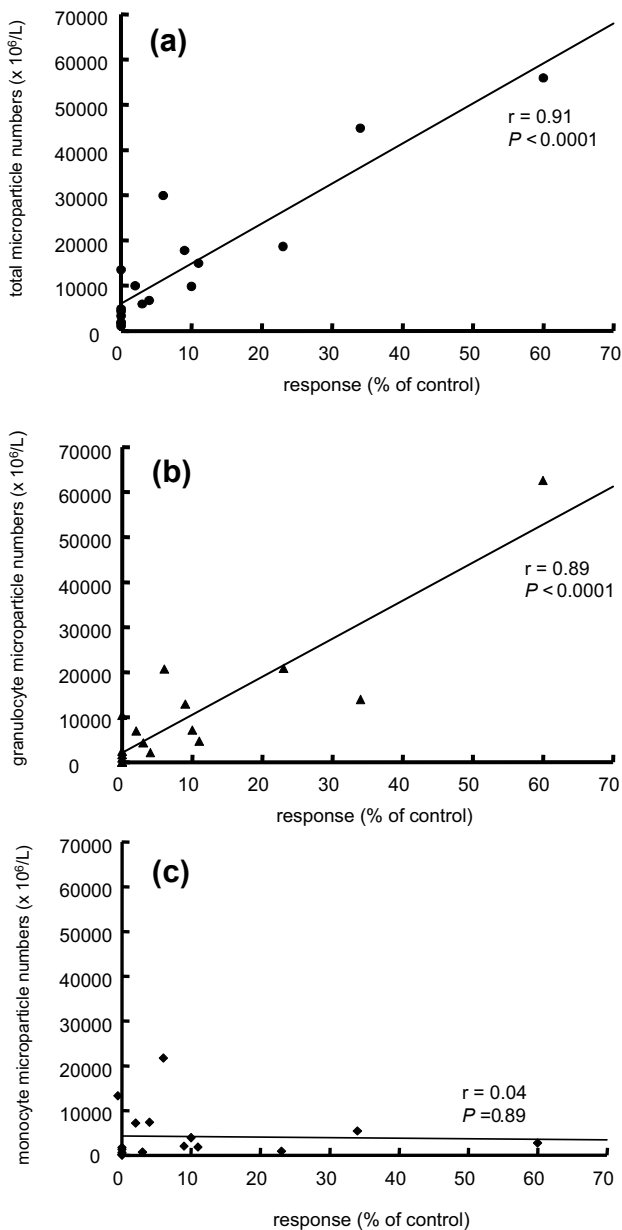 (a)
total microparticle numbers (x 10⁶/L)
70000
60000
50000
40000
30000
20000
10000
0
r = 0.91
P < 0.0001
0 10 20 30 40 50 60 70
response (% of control)
(b)
granulocyte microparticle numbers (x 10⁶/L)
70000
60000
50000
40000
30000
20000
10000
0
r = 0.89
P < 0.0001
0 10 20 30 40 50 60 70
response (% of control)
(c)
monocyte microparticle numbers (x 10⁶/L)
70000
60000
50000
40000
30000
20000
10000
0
r = 0.04
P =0.89
0 10 20 30 40 50 60 70
response (% of control)